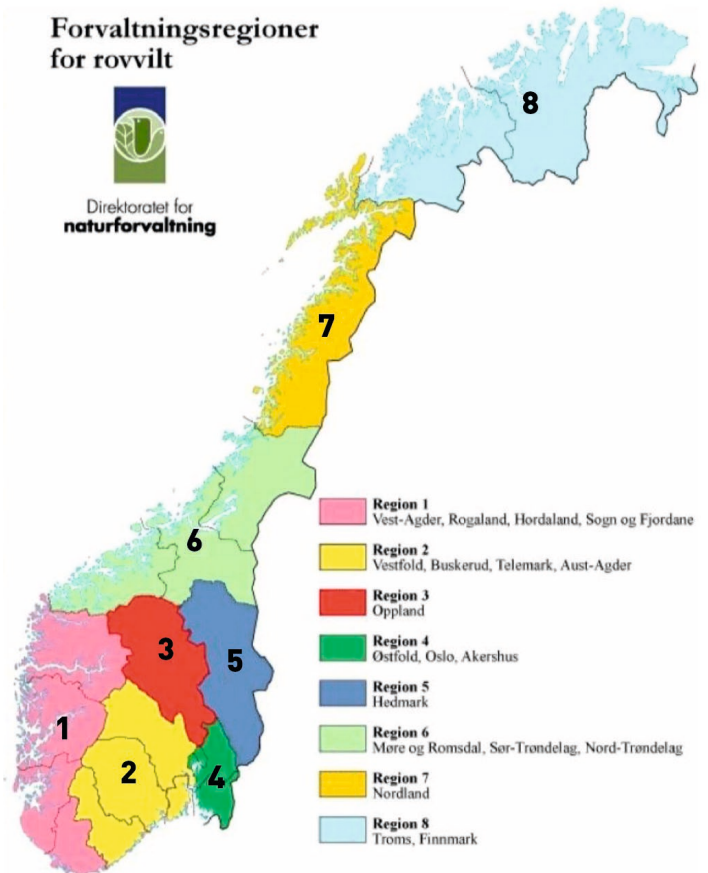 Forvaltningsregioner
for rovvilt
Direktoratet for
naturforvaltning
8
7
6
3
5
1
2
4
Region 1
Vest-Agder, Rogaland, Hordaland, Sogn og Fjordane
Region 2
Vestfold, Buskerud, Telemark, Aust-Agder
Region 3
Oppland
Region 4
Østfold, Oslo, Akershus
Region 5
Hedmark
Region 6
Møre og Romsdal, Sør-Trøndelag, Nord-Trøndelag
Region 7
Nordland
Region 8
Troms, Finnmark